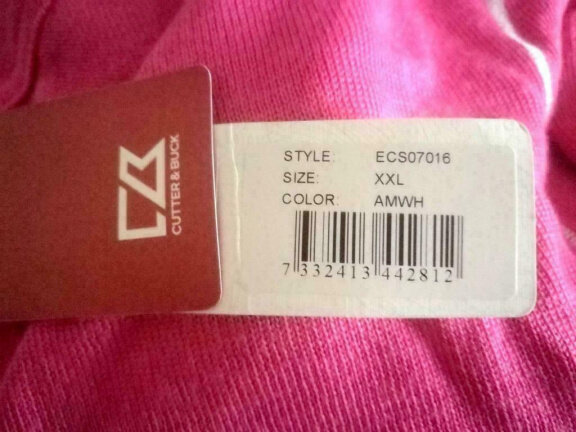 CUTTER & BUCK
STYLE: ECS07016
SIZE: XXL
COLOR: AMWH
7 332413 442812